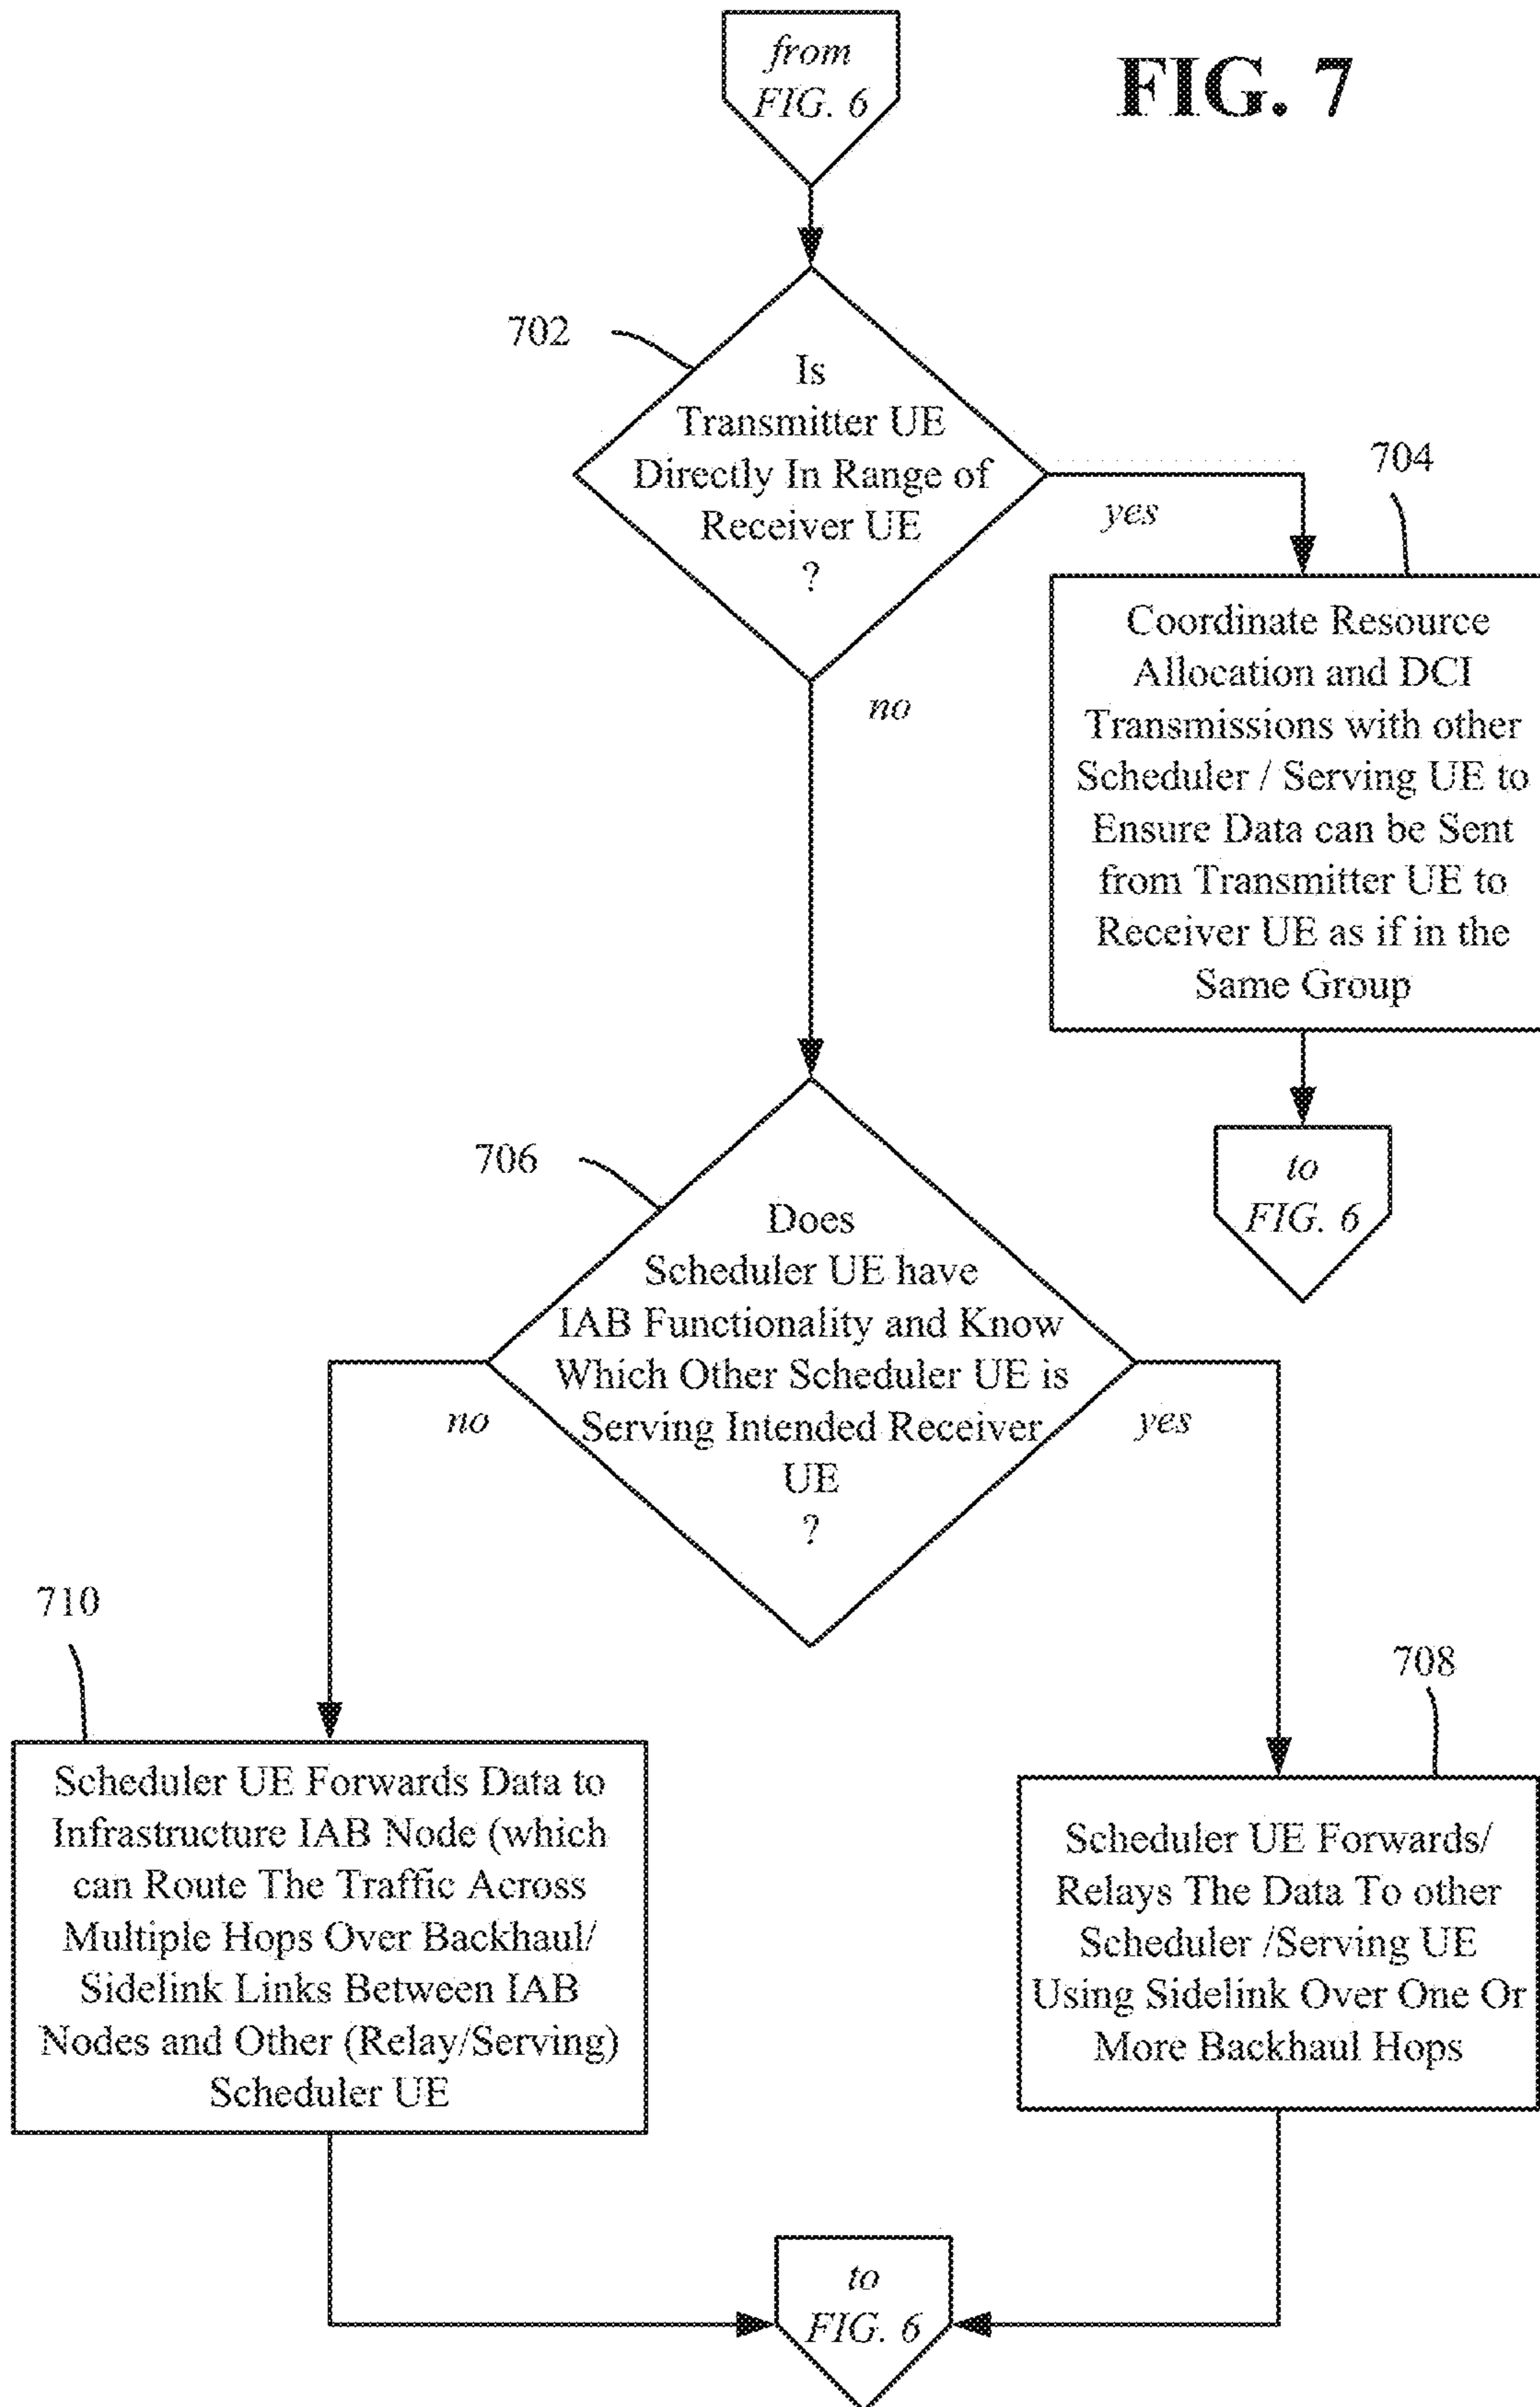 from
FIG. 6
FIG. 7
702
Is
Transmitter UE
Directly In Range of
Receiver UE
?
yes
704
no
Coordinate Resource
Allocation and DCI
Transmissions with other
Scheduler / Serving UE to
Ensure Data can be Sent
from Transmitter UE to
Receiver UE as if in the
Same Group
to
FIG. 6
706
Does
Scheduler UE have
IAB Functionality and Know
Which Other Scheduler UE is
Serving Intended Receiver
UE
?
no
yes
710
Scheduler UE Forwards Data to
Infrastructure IAB Node (which
can Route The Traffic Across
Multiple Hops Over Backhaul/
Sidelink Links Between IAB
Nodes and Other (Relay/Serving)
Scheduler UE
708
Scheduler UE Forwards/
Relays The Data To other
Scheduler /Serving UE
Using Sidelink Over One Or
More Backhaul Hops
to
FIG. 6